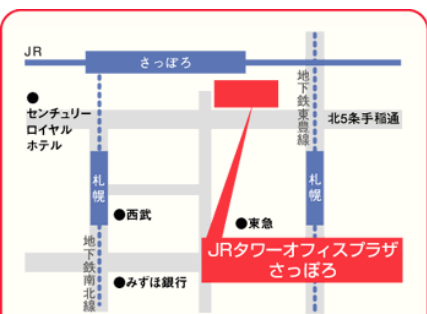 JR
さっぽろ
センチュリー
ロイヤル
ホテル
地下鉄東豊線
北5条手稲通
札幌
札幌
●西武
●東急
地下鉄南北線
JRタワーオフィスプラザ
さっぽろ
●みずほ銀行